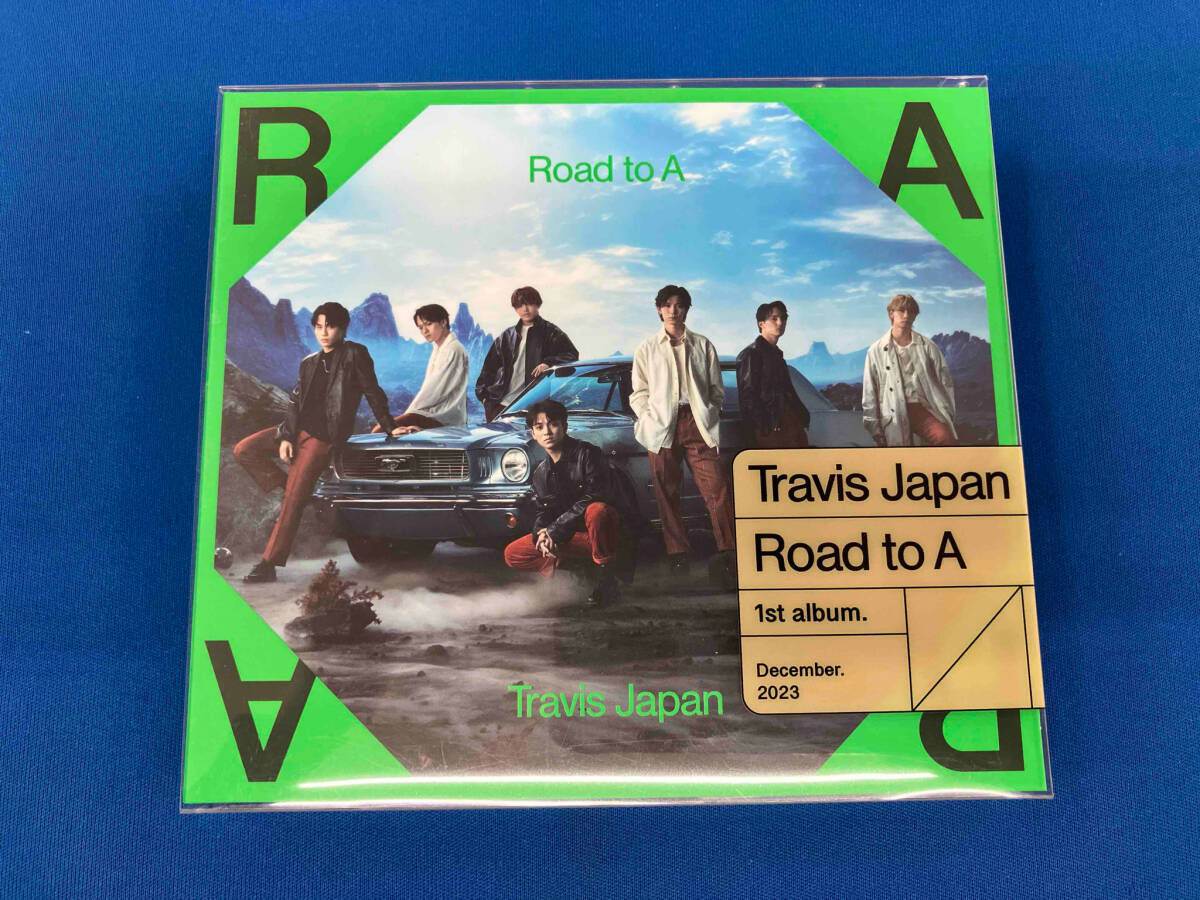 R
A
Road to A
Travis Japan
Road to A
1st album.
December.
2023
Travis Japan
A
R